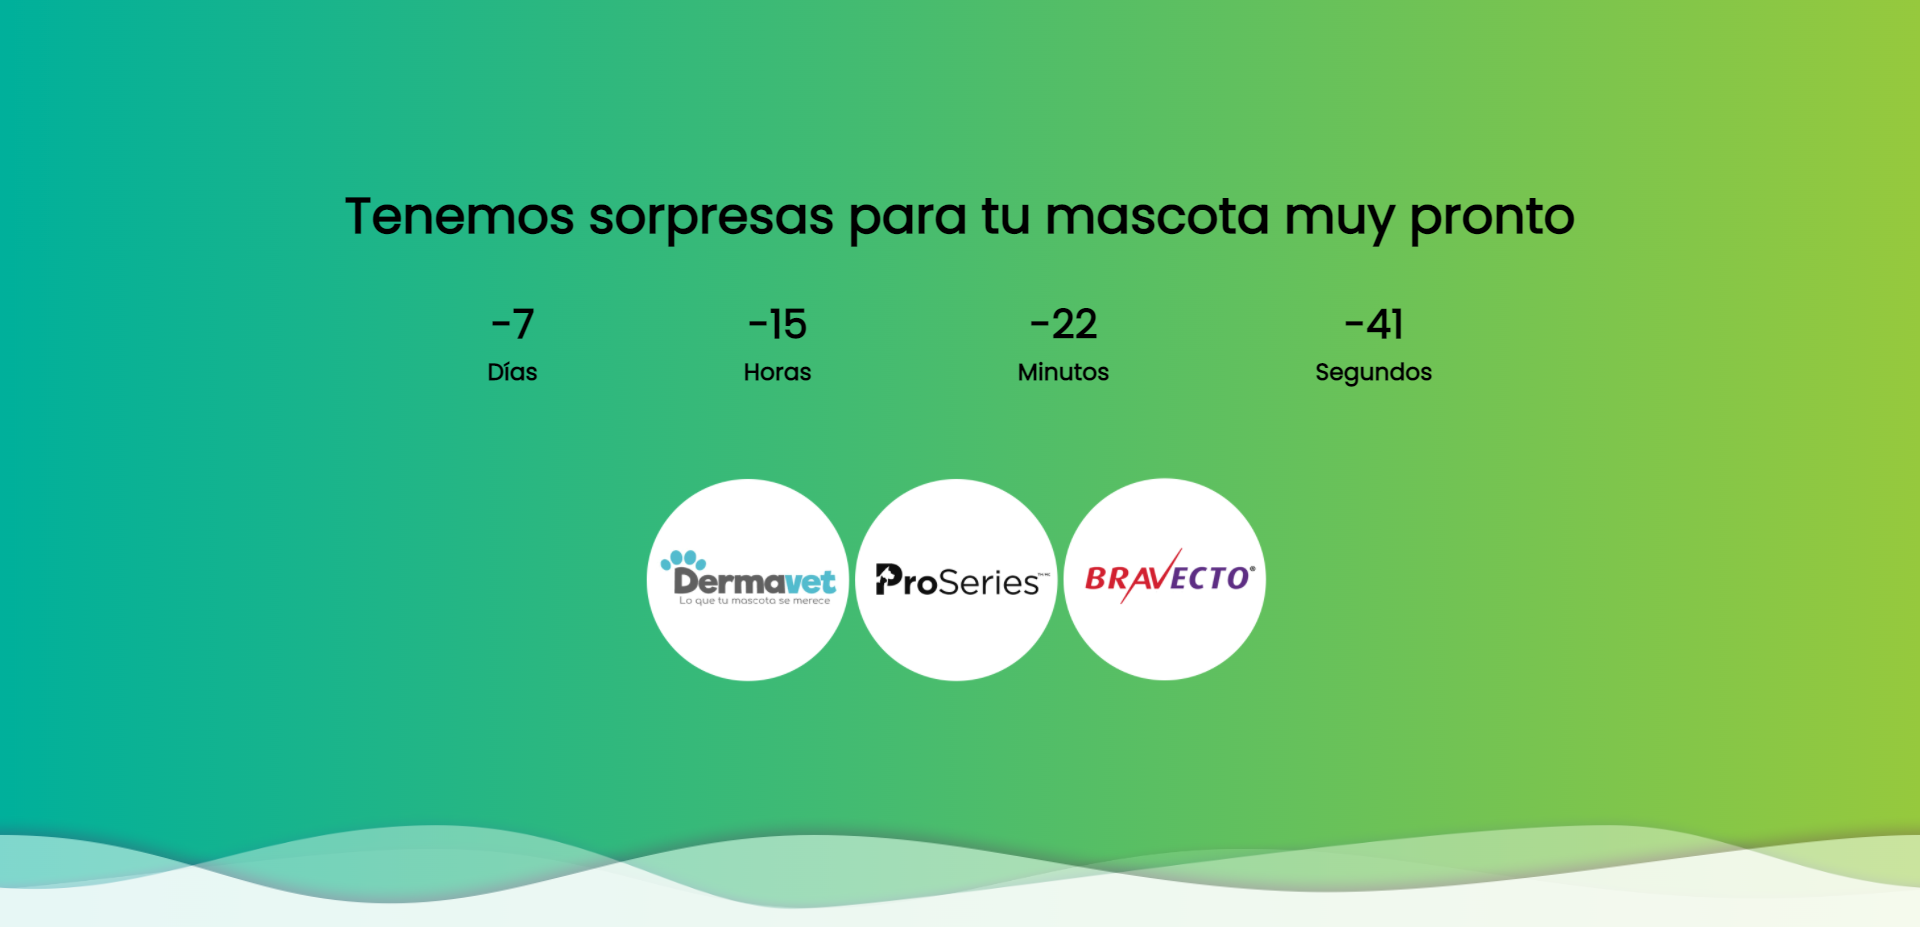 Tenemos sorpresas para tu mascota muy pronto
-7 -15 -22 -41
Días Horas Minutos Segundos
Dermavet
Lo que tu mascota se merece
ProSeries
BRAVECTO®